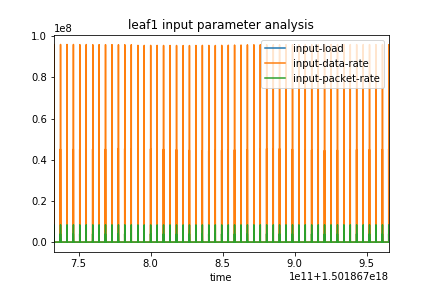 leaf1 input parameter analysis
1e8
1.0
0.8
0.6
0.4
0.2
0.0
input-load
input-data-rate
input-packet-rate
7.5 8.0 8.5 9.0 9.5
time
1e11+1.501867e18